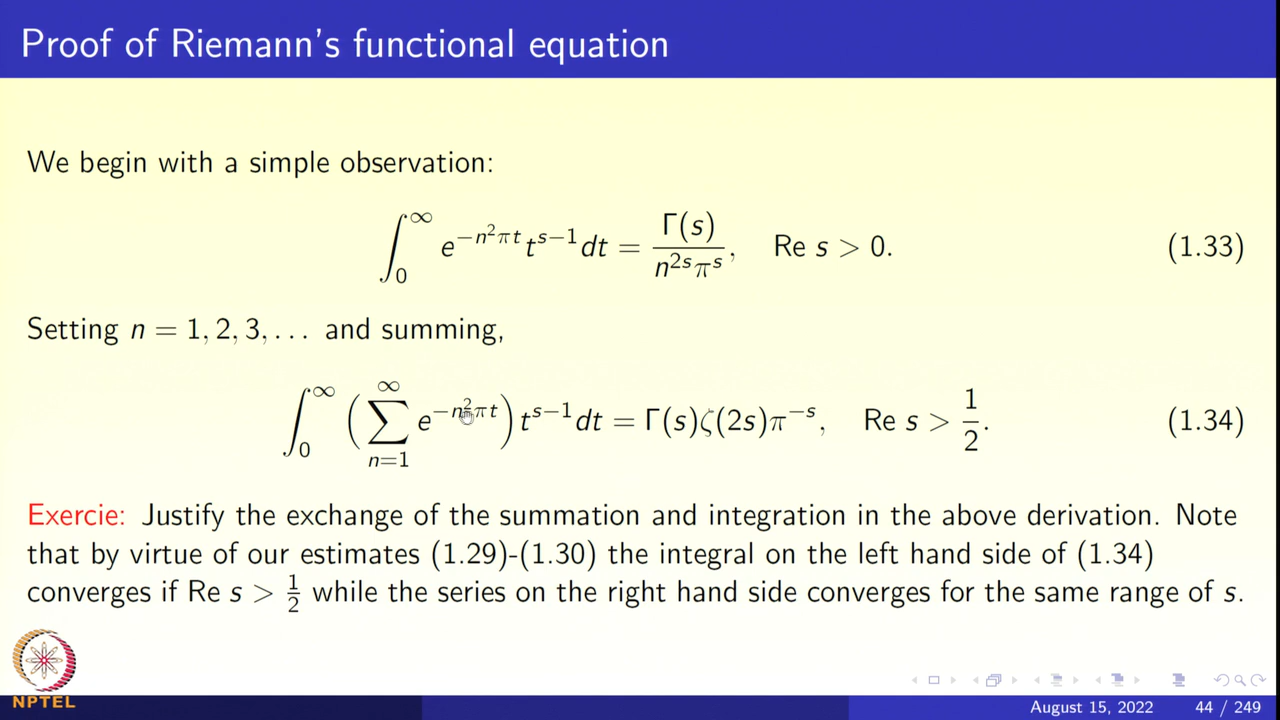 Proof of Riemann's functional equation
We begin with a simple observation:
∫₀^∞ e^{−n²πt} t^{s−1} dt = Γ(s) / (n^{2s} π^s), Re s > 0. (1.33)
Setting n = 1, 2, 3, . . . and summing,
∫₀^∞ ( ∑_{n=1}^∞ e^{−n²πt} ) t^{s−1} dt = Γ(s)ζ(2s)π^{−s}, Re s > 1/2. (1.34)
Exercie: Justify the exchange of the summation and integration in the above derivation. Note
that by virtue of our estimates (1.29)-(1.30) the integral on the left hand side of (1.34)
converges if Re s > 1/2 while the series on the right hand side converges for the same range of s.
NPTEL
August 15, 2022 44 / 249